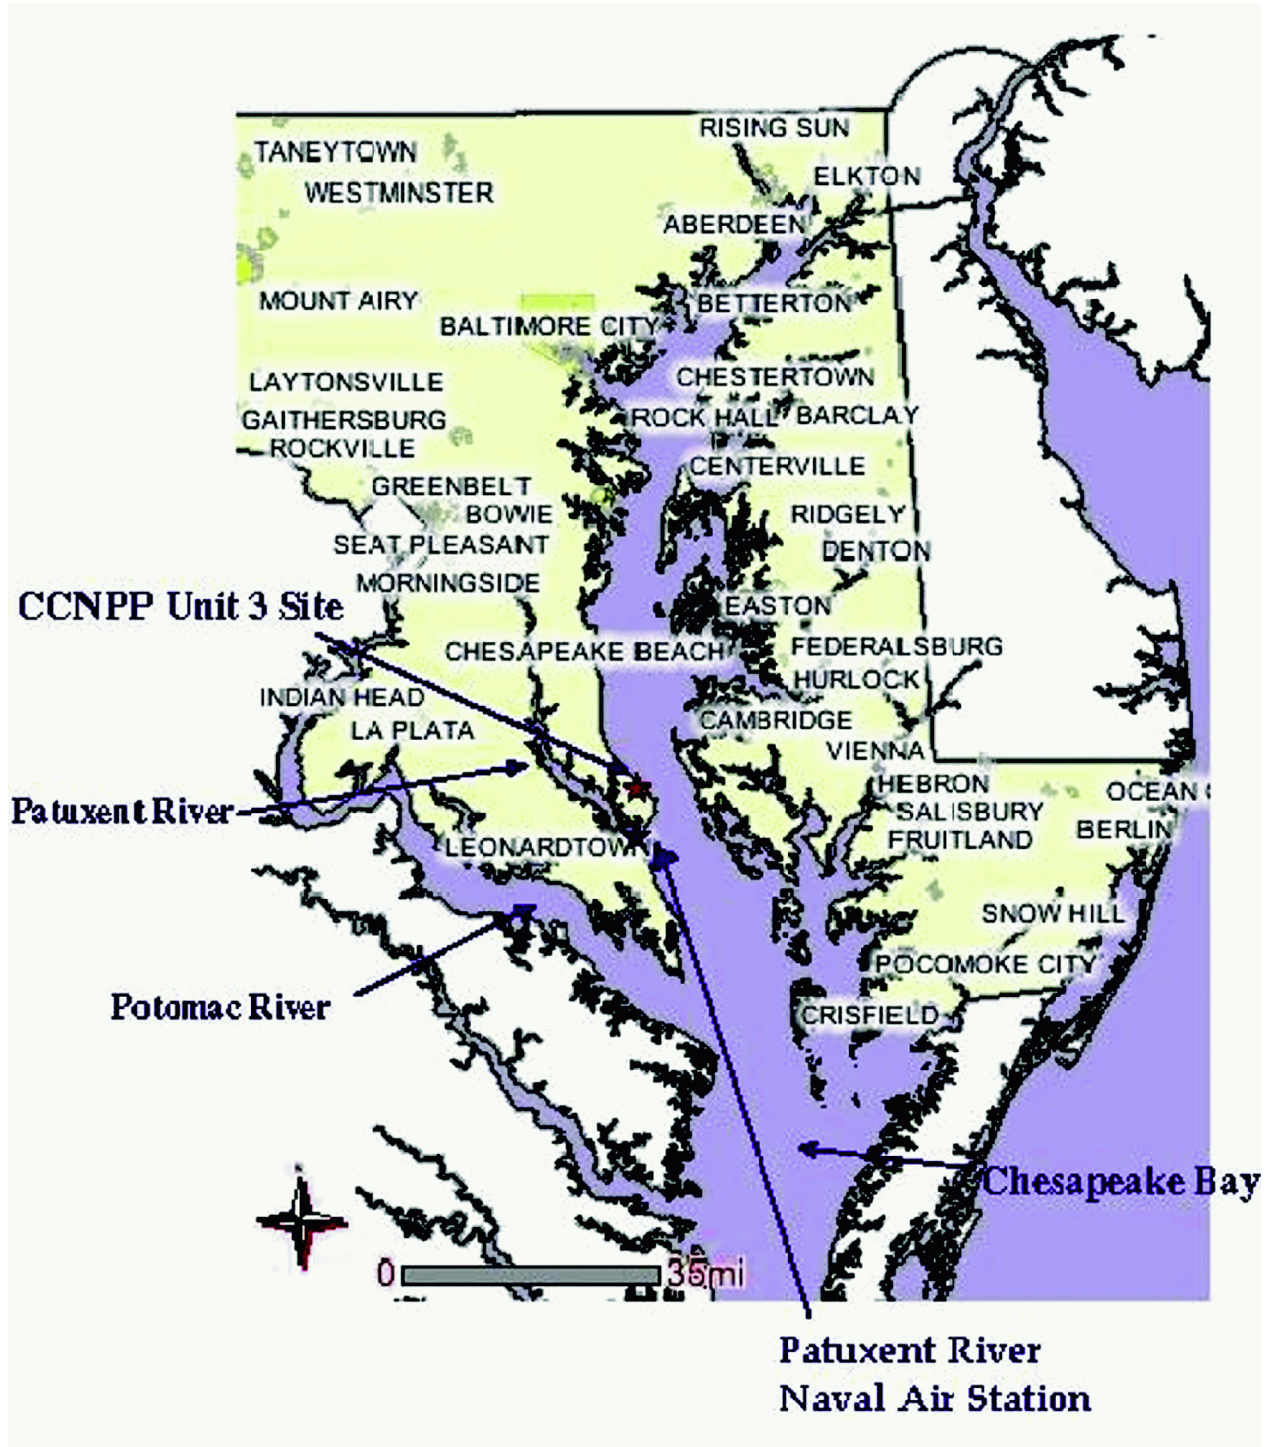 RISING SUN
TANEYTOWN
ELKTON
WESTMINSTER
ABERDEEN
MOUNT AIRY
BETTERTON
BALTIMORE CITY
LAYTONSVILLE
CHESTERTOWN
GAITHERSBURG
ROCK HALL
BARCLAY
ROCKVILLE
CENTERVILLE
GREENBELT
BOWIE
RIDGELY
SEAT PLEASANT
DENTON
MORNINGSIDE
CCNPP Unit 3 Site
EASTON
CHESAPEAKE BEACH
FEDERALSBURG
HURLOCK
INDIAN HEAD
CAMBRIDGE
LA PLATA
VIENNA
HEBRON
OCEAN
Patuxent River
SALISBURY
BERLIN
FRUITLAND
LEONARDTOWN
SNOW HILL
POCOMOKE CITY
Potomac River
CRISFIELD
Chesapeake Bay
0
mi
Patuxent River
Naval Air Station